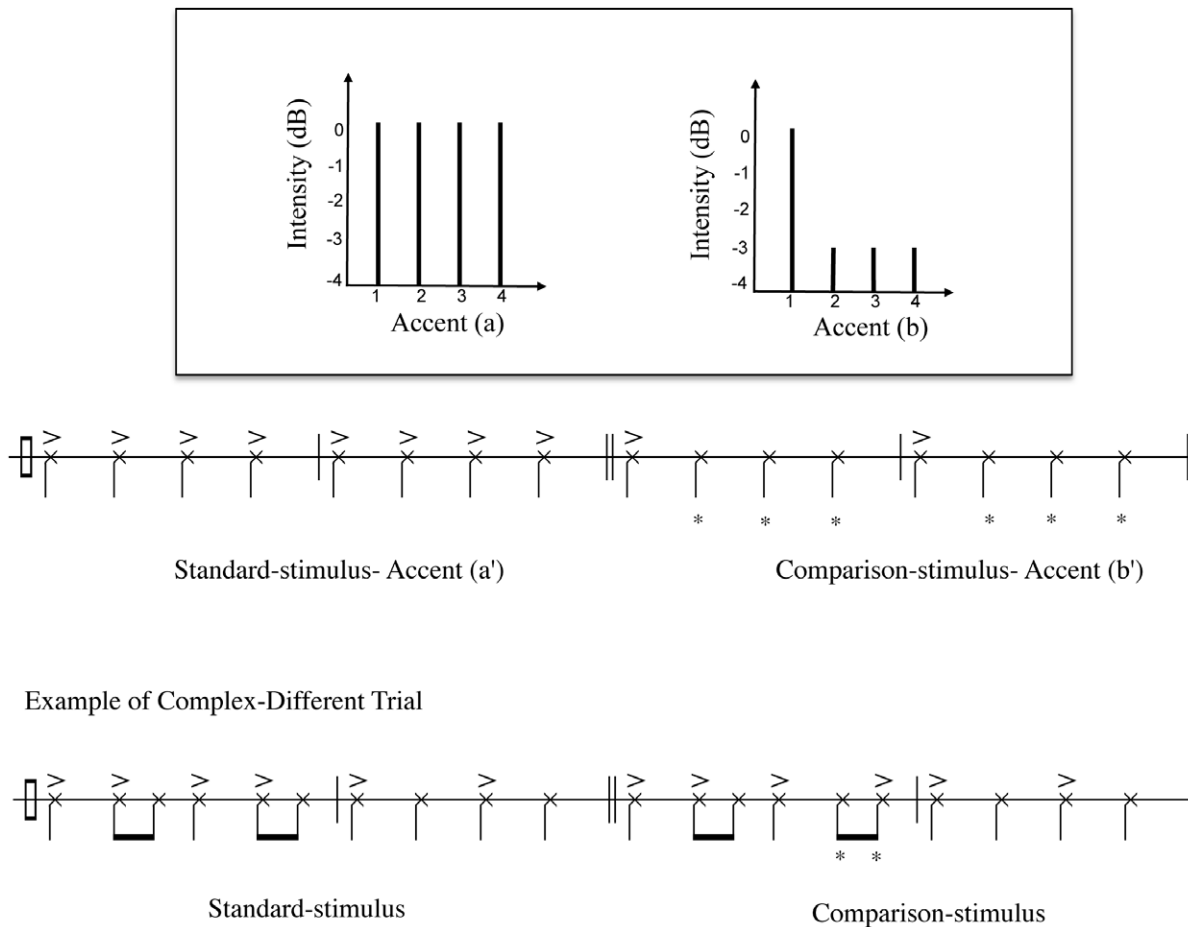 Intensity (dB)
0
-1
-2
-3
-4
1 2 3 4
Accent (a)
Intensity (dB)
0
-1
-2
-3
-4
1 2 3 4
Accent (b)
> > > > > > > > > >
* * * * * *
Standard-stimulus- Accent (a')
Comparison-stimulus- Accent (b')
Example of Complex-Different Trial
> > > > > > > > > > >
* *
Standard-stimulus
Comparison-stimulus